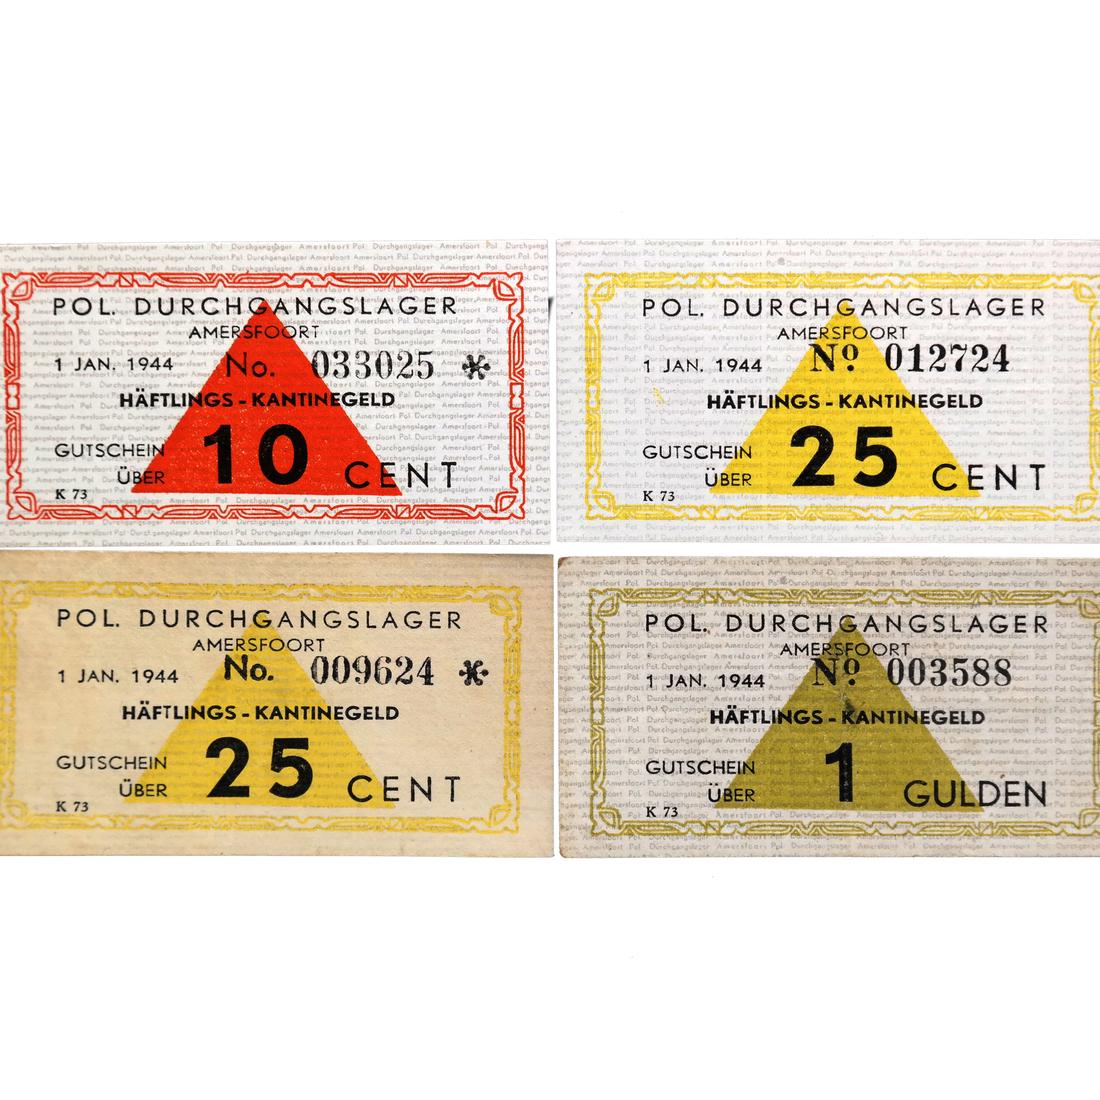 POL. DURCHGANGSLAGER
AMERSFOORT
1 JAN. 1944 No. 033025 *
HÄFTLINGS - KANTINEGELD
GUTSCHEIN
ÜBER 10 CENT
K 73
POL. DURCHGANGSLAGER
AMERSFOORT
1 JAN. 1944 Nº 012724
HÄFTLINGS - KANTINEGELD
GUTSCHEIN
ÜBER 25 CENT
K 73
POL. DURCHGANGSLAGER
AMERSFOORT
1 JAN. 1944 No. 009624 *
HÄFTLINGS - KANTINEGELD
GUTSCHEIN
ÜBER 25 CENT
K 73
POL. DURCHGANGSLAGER
AMERSFOORT
1 JAN. 1944 Nº 003588
HÄFTLINGS - KANTINEGELD
GUTSCHEIN
ÜBER 1 GULDEN
K 73